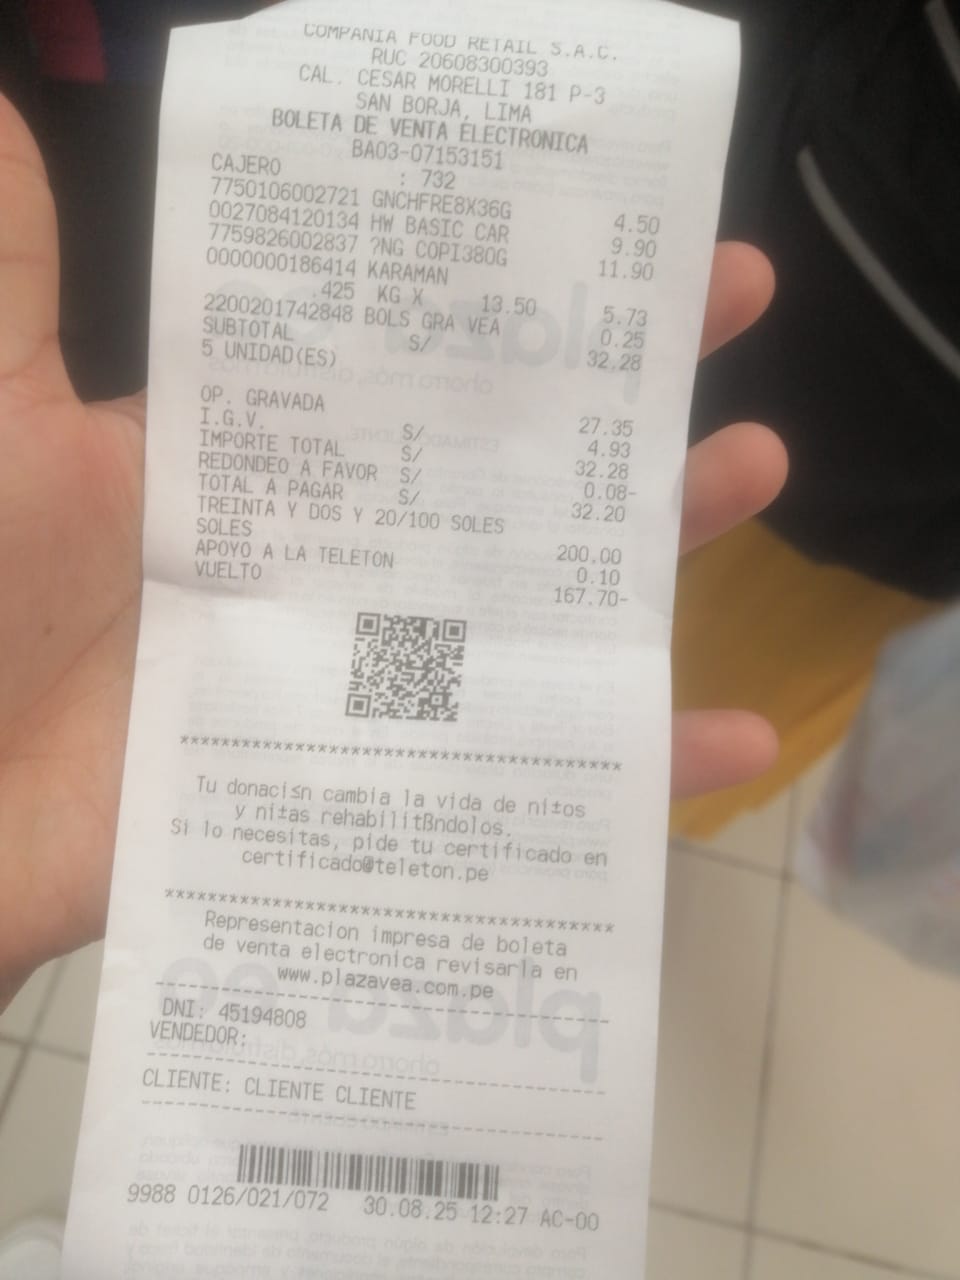 COMPANIA FOOD RETAIL S.A.C.
RUC 20608300393
CAL. CESAR MORELLI 181 P-3
SAN BORJA, LIMA
BOLETA DE VENTA ELECTRONICA
BA03-07153151
CAJERO : 732
7750106002721 GNCHFRE8X36G 4.50
0027084120134 HW BASIC CAR 9.90
7759826002837 ?NG COPI380G 11.90
0000000186414 KARAMAN
.425 KG X 13.50 5.73
2200201742848 BOLS GRA VEA 0.25
SUBTOTAL S/ 32.28
5 UNIDAD(ES)
OP. GRAVADA S/ 27.35
I.G.V. S/ 4.93
IMPORTE TOTAL S/ 32.28
REDONDEO A FAVOR S/ 0.08-
TOTAL A PAGAR S/ 32.20
TREINTA Y DOS Y 20/100 SOLES
SOLES 200.00
APOYO A LA TELETON 0.10
VUELTO 167.70-
*****************************************
Tu donaci≤n cambia la vida de ni±os
y ni±as rehabilitßndolos.
Si lo necesitas, pide tu certificado en
certificado@teleton.pe
*****************************************
Representacion impresa de boleta
de venta electronica revisarla en
www.plazavea.com.pe
DNI: 45194808
VENDEDOR:
CLIENTE: CLIENTE CLIENTE
9988 0126/021/072 30.08.25 12:27 AC-00